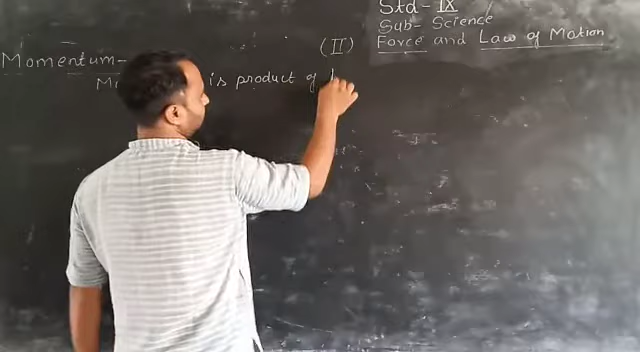 Std - IX
Sub- Science
Force and Law of Motion
(II)
Momentum-
is product of